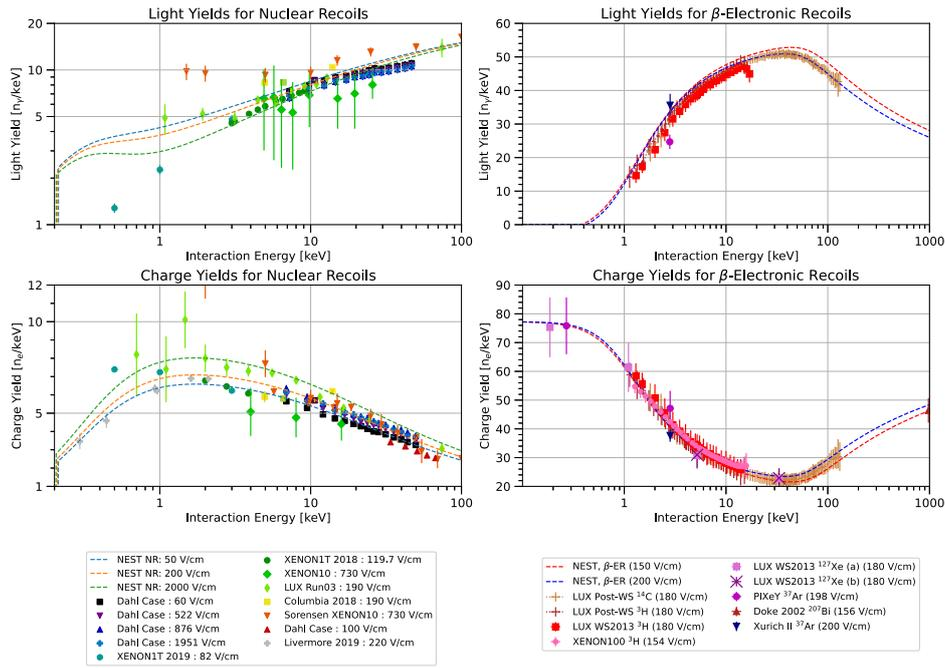 Light Yields for Nuclear Recoils
Light Yields for β-Electronic Recoils
20
10
5
1
Light Yield [nγ/keV]
1
10
100
Interaction Energy [keV]
60
50
40
30
20
10
0
Light Yield [nγ/keV]
1
10
100
1000
Interaction Energy [keV]
Charge Yields for Nuclear Recoils
Charge Yields for β-Electronic Recoils
12
10
5
1
Charge Yield [ne/keV]
1
10
100
Interaction Energy [keV]
90
80
70
60
50
40
30
20
Charge Yield [ne/keV]
1
10
100
1000
Interaction Energy [keV]
NEST NR: 50 V/cm
NEST NR: 200 V/cm
NEST NR: 2000 V/cm
Dahl Case : 60 V/cm
Dahl Case : 522 V/cm
Dahl Case : 876 V/cm
Dahl Case : 1951 V/cm
XENON1T 2019 : 82 V/cm
XENON1T 2018 : 119.7 V/cm
XENON10 : 730 V/cm
LUX Run03 : 190 V/cm
Columbia 2018 : 190 V/cm
Sorensen XENON10 : 730 V/cm
Dahl Case : 100 V/cm
Livermore 2019 : 220 V/cm
NEST, β-ER (150 V/cm)
NEST, β-ER (200 V/cm)
LUX Post-WS ¹⁴C (180 V/cm)
LUX Post-WS ³H (180 V/cm)
LUX WS2013 ³H (180 V/cm)
XENON100 ³H (154 V/cm)
LUX WS2013 ¹²⁷Xe (a) (180 V/cm)
LUX WS2013 ¹²⁷Xe (b) (180 V/cm)
PIXeY ³⁷Ar (198 V/cm)
Doke 2002 ²⁰⁷Bi (156 V/cm)
Xurich II ³⁷Ar (200 V/cm)